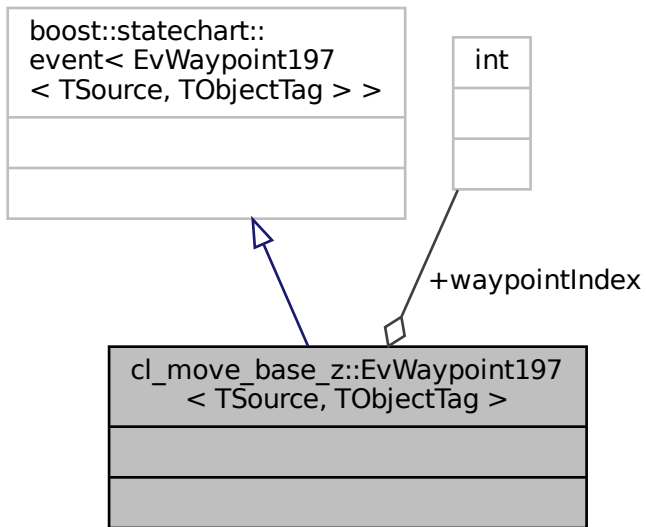 boost::statechart::
event< EvWaypoint197
< TSource, TObjectTag > >
int
+waypointIndex
cl_move_base_z::EvWaypoint197
< TSource, TObjectTag >